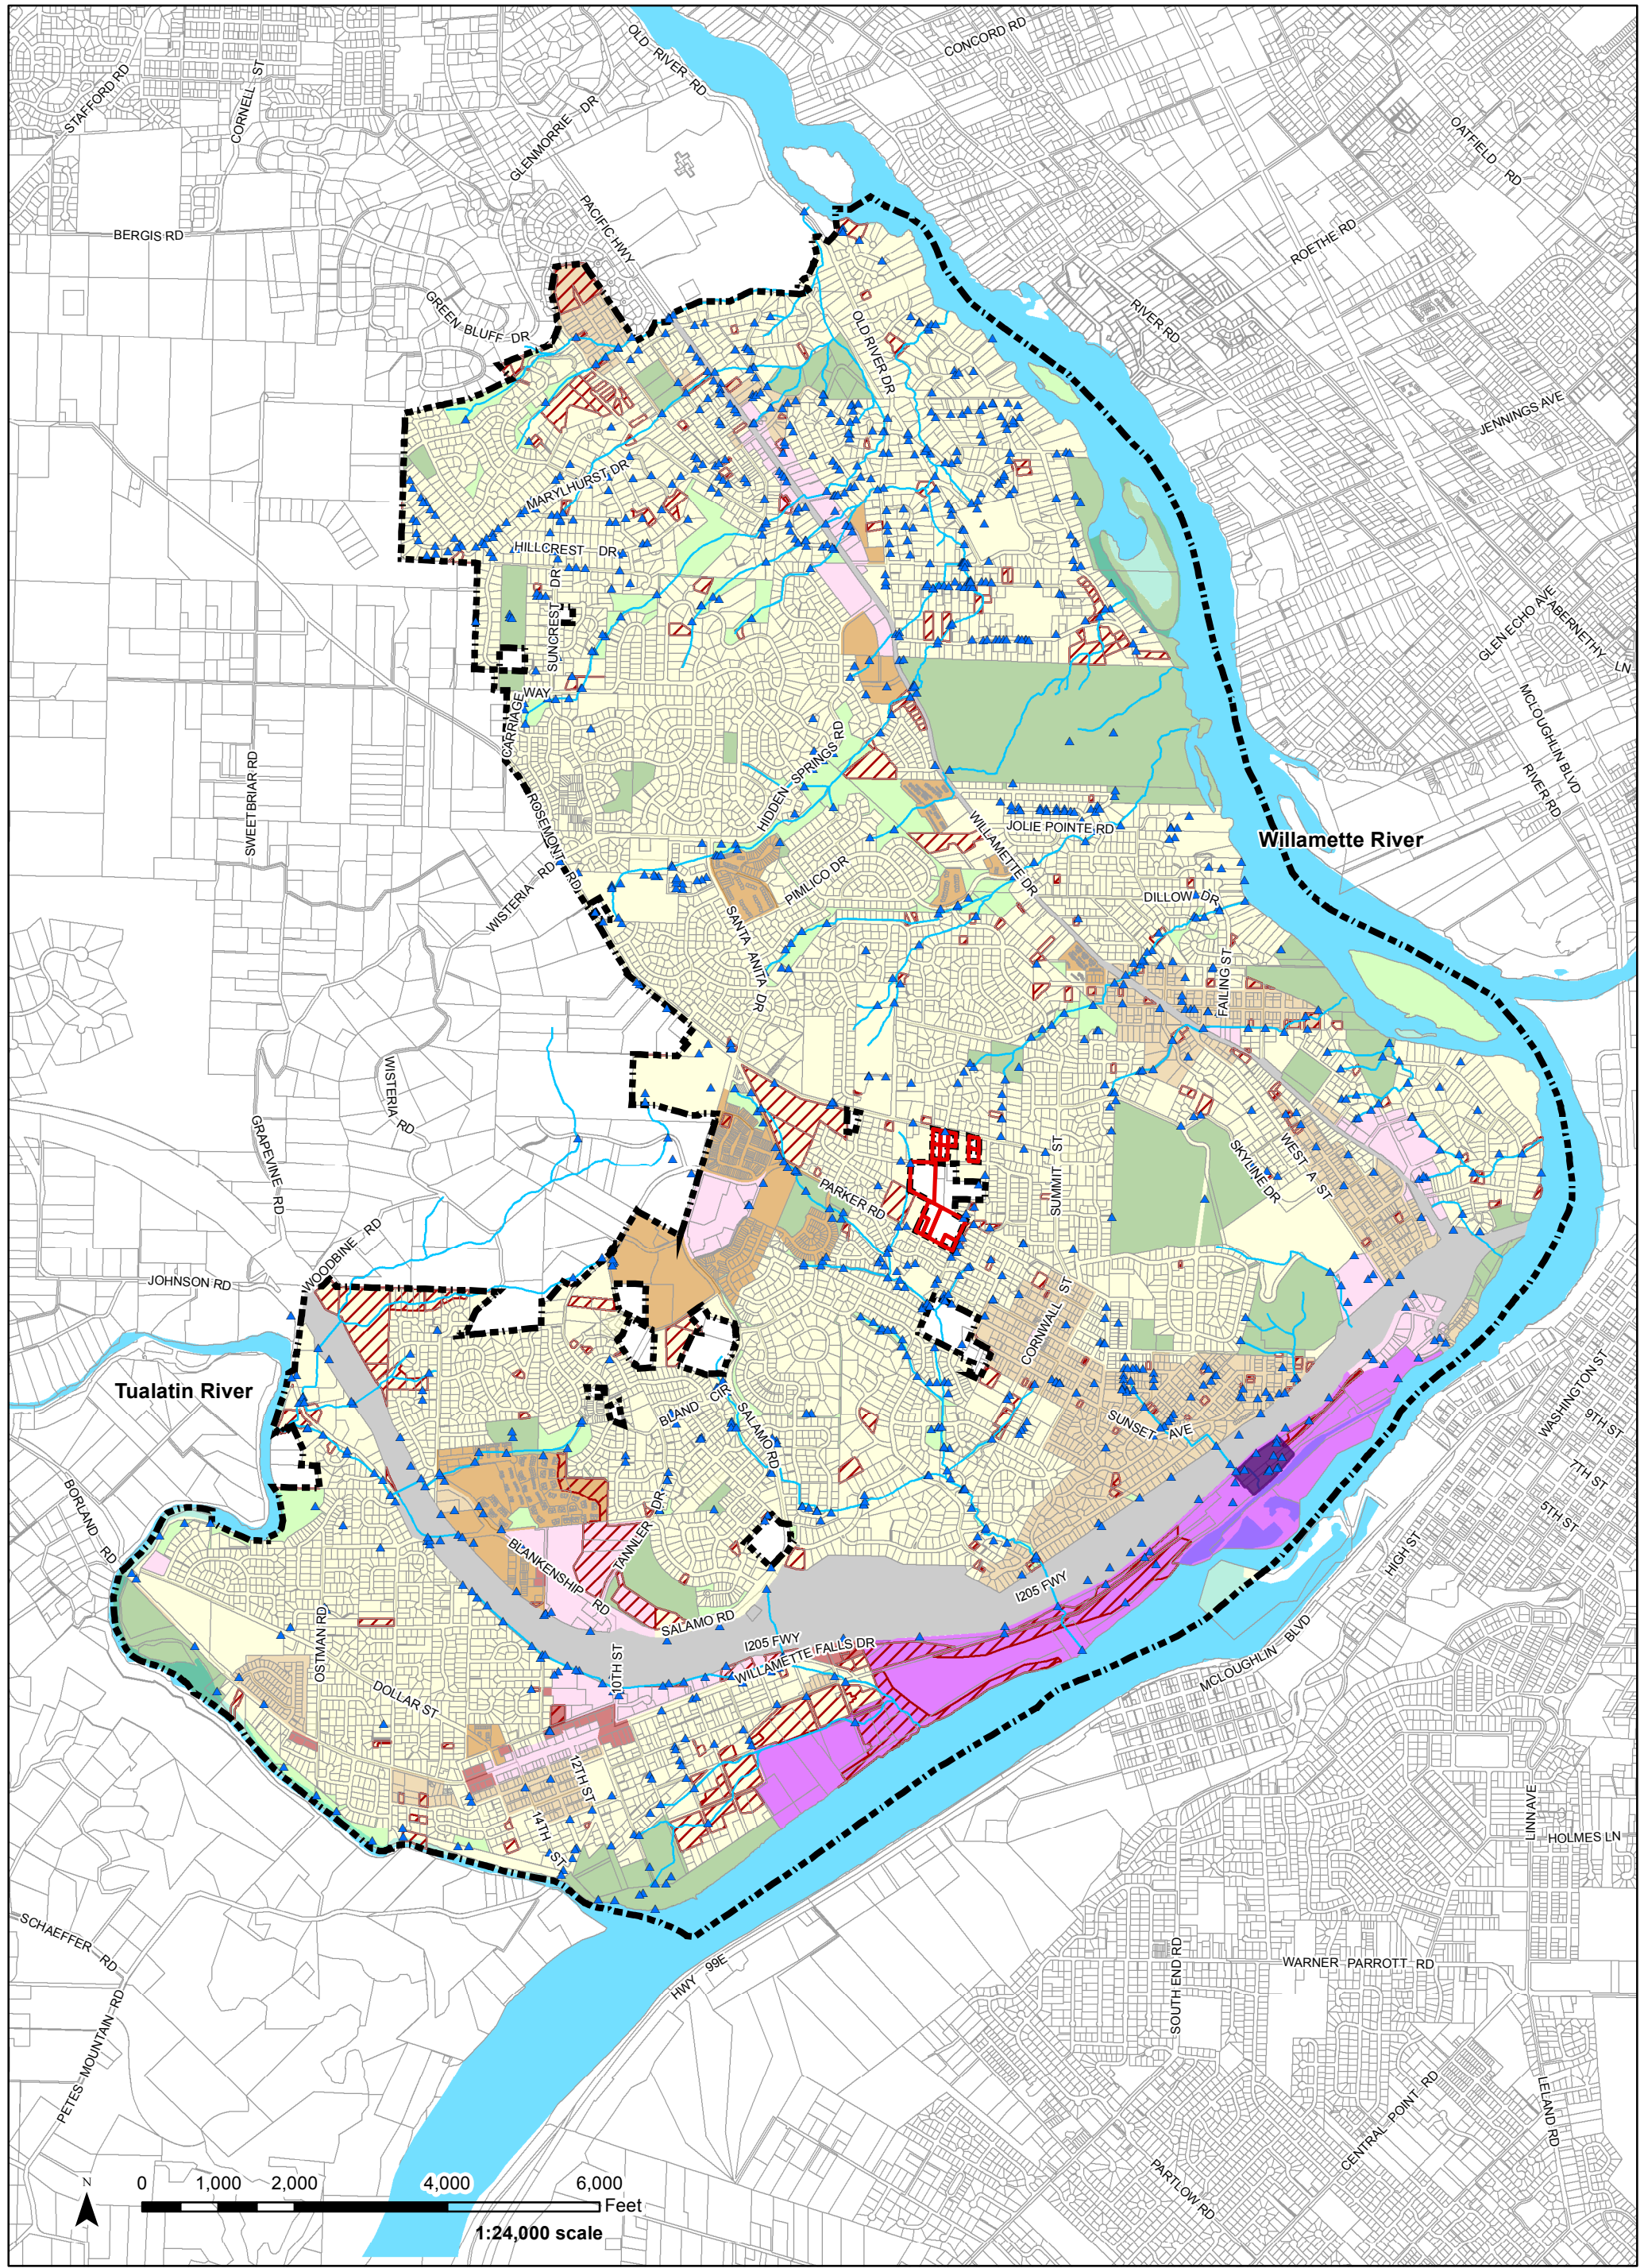 CONCORD RD
OLD RIVER RD
STAFFORD RD
CORNELL ST
GLENMORRIE DR
OATFIELD RD
PACIFIC HWY
BERGIS RD
ROETHE RD
GREEN BLUFF DR
RIVER RD
OLD RIVER DR
JENNINGS AVE
MARYLHURST DR
HILLCREST DR
SUNCREST DR
GLEN ECHO AVE
ABERNETHY LN
CARRIAGE WAY
MCLOUGHLIN BLVD
RIVER RD
HIDDEN SPRINGS RD
SWEETBRIAR RD
ROSEMONT RD
JOLIE POINTE RD
WILLAMETTE DR
Willamette River
WISTERIA RD
PIMLICO DR
DILLOW DR
SANTA ANITA DR
FAILING ST
WISTERIA RD
GRAPEVINE RD
SUMMIT ST
SKYLINE DR
WEST A ST
PARKER RD
WOODBINE RD
JOHNSON RD
CORNWALL ST
Tualatin River
BLAND CIR
SALAMO RD
SUNSET AVE
WASHINGTON ST
9TH ST
7TH ST
5TH ST
BORLAND RD
TANNLER DR
HIGH ST
BLANKENSHIP RD
I205 FWY
SALAMO RD
OSTMAN RD
I205 FWY
WILLAMETTE FALLS DR
10TH ST
MCLOUGHLIN BLVD
DOLLAR ST
12TH ST
14TH ST
LINN AVE
HOLMES LN
SCHAEFFER RD
HWY 99E
SOUTH END RD
WARNER PARROTT RD
PETES MOUNTAIN RD
CENTRAL POINT RD
LELAND RD
PARTLOW RD
N
0 1,000 2,000 4,000 6,000
Feet
1:24,000 scale